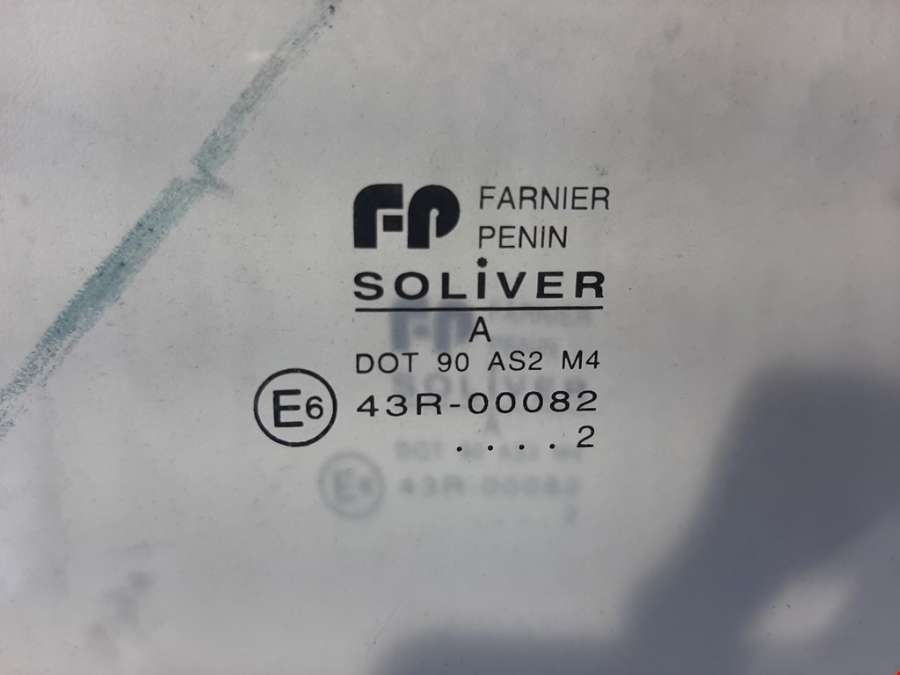 FP FARNIER
PENIN
SOLiVER
A
DOT 90 AS2 M4
E6 43R-00082
. . . . 2